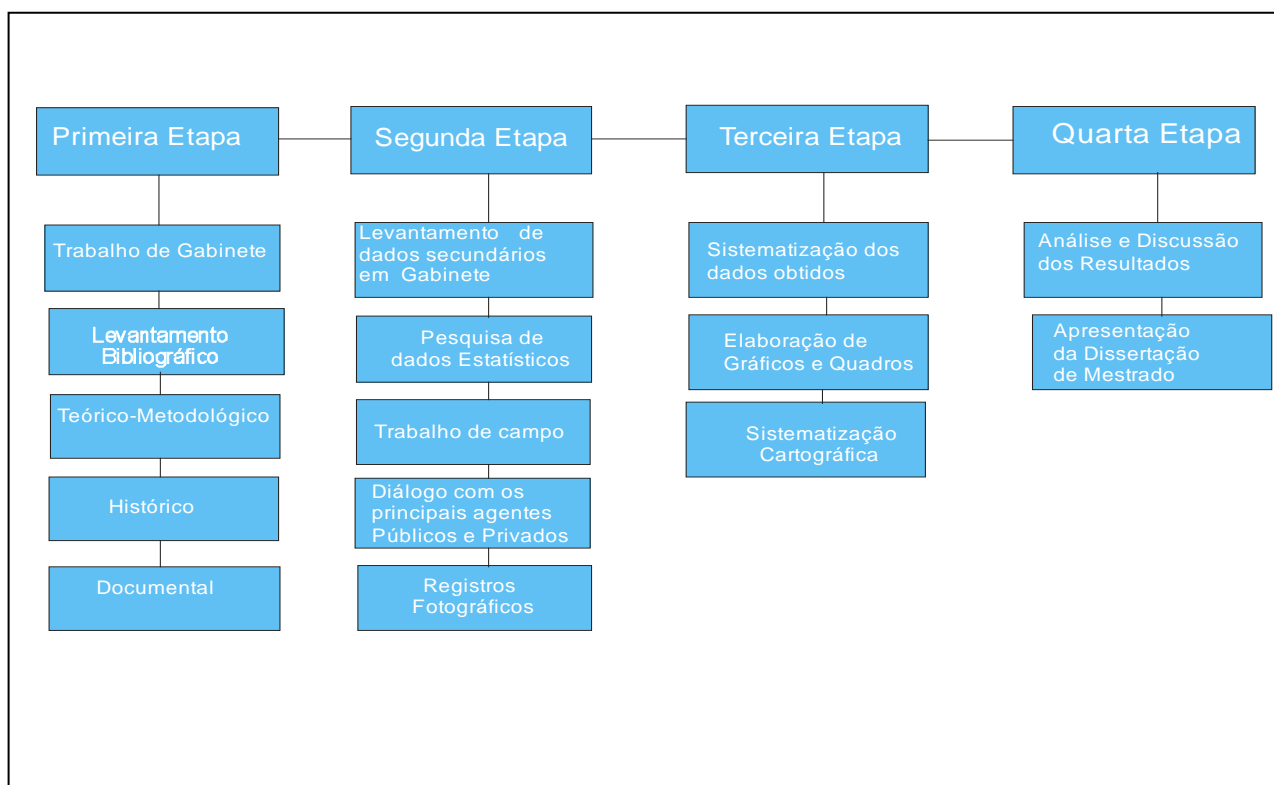 Primeira Etapa
Trabalho de Gabinete
Levantamento
Bibliográfico
Teórico-Metodológico
Histórico
Documental
Segunda Etapa
Levantamento de
dados secundários
em Gabinete
Pesquisa de
dados Estatísticos
Trabalho de campo
Diálogo com os
principais agentes
Públicos e Privados
Registros
Fotográficos
Terceira Etapa
Sistematização dos
dados obtidos
Elaboração de
Gráficos e Quadros
Sistematização
Cartográfica
Quarta Etapa
Análise e Discussão
dos Resultados
Apresentação
da Dissertação
de Mestrado